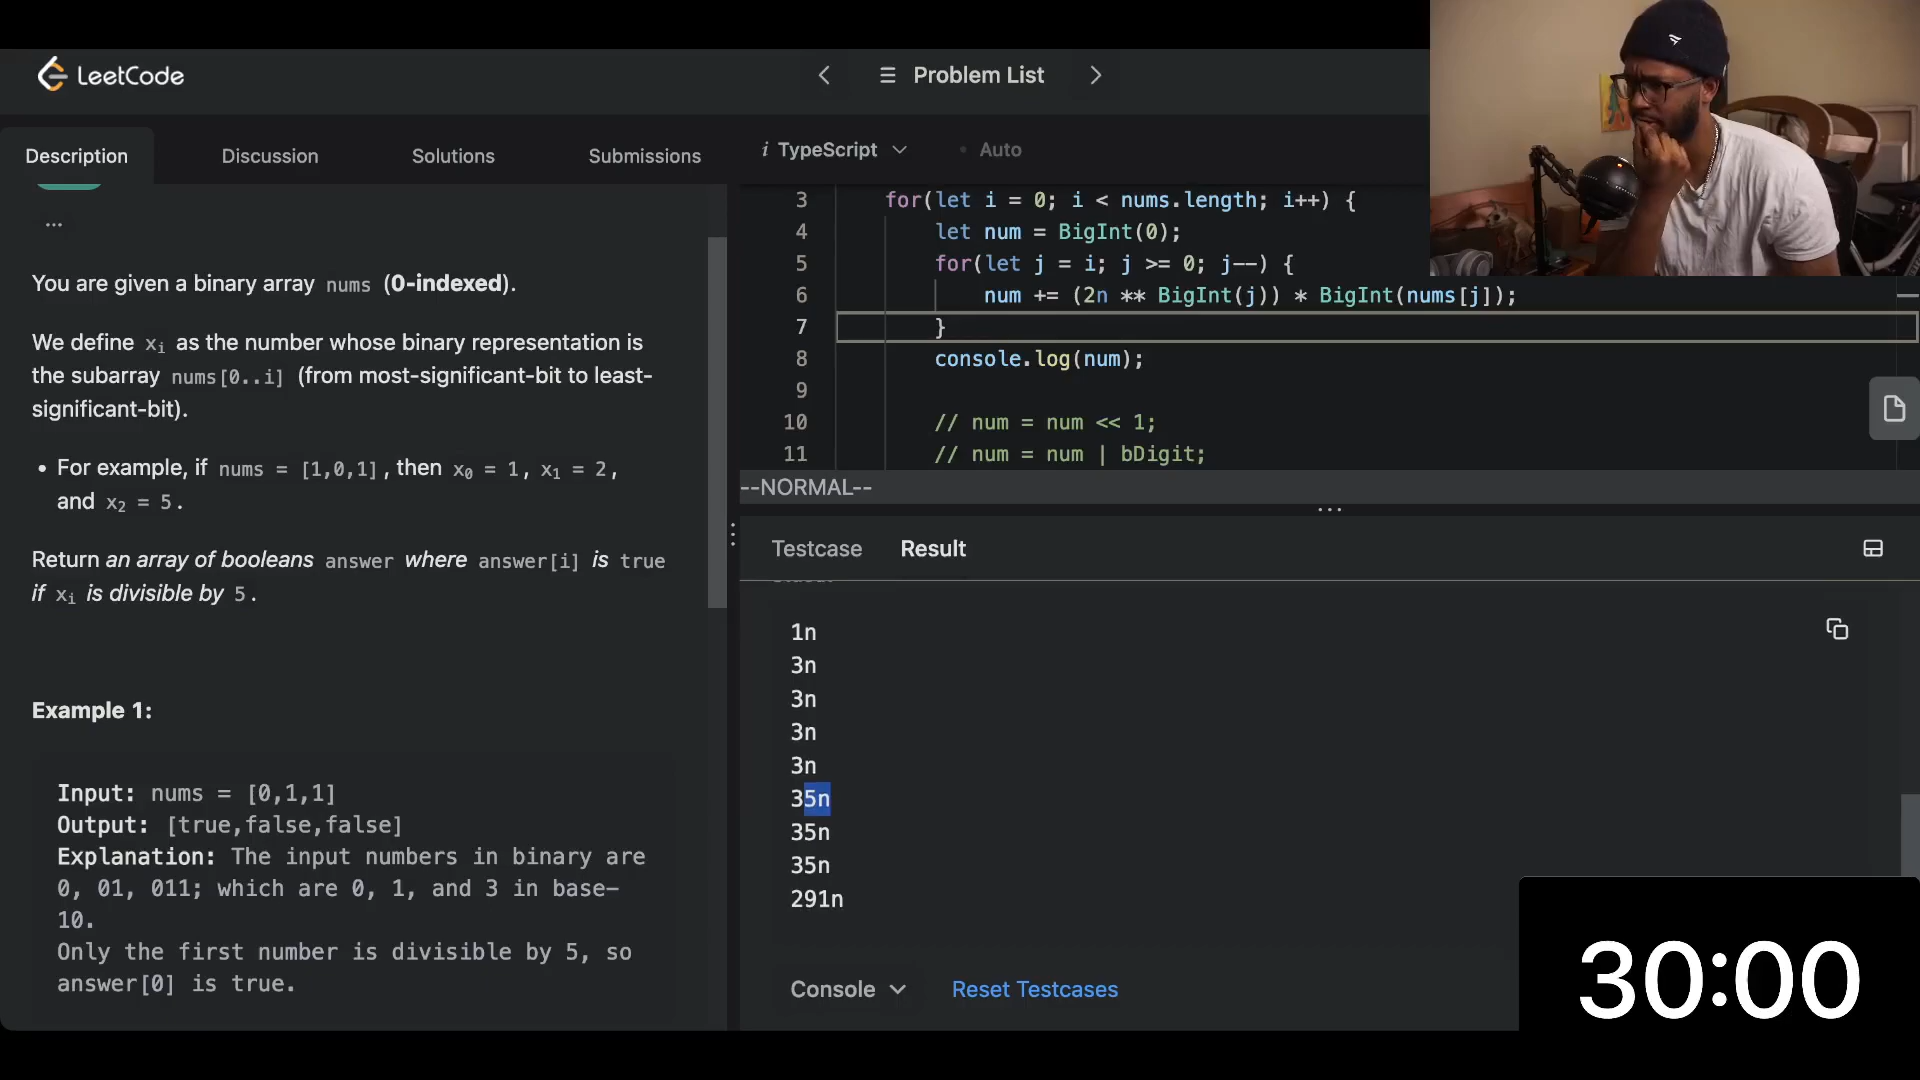 LeetCode
Problem List
Description
Discussion
Solutions
Submissions
...
You are given a binary array nums (0-indexed).
We define xi as the number whose binary representation is
the subarray nums[0..i] (from most-significant-bit to least-
significant-bit).
• For example, if nums = [1,0,1], then x0 = 1, x1 = 2,
and x2 = 5.
Return an array of booleans answer where answer[i] is true
if xi is divisible by 5.
Example 1:
Input: nums = [0,1,1]
Output: [true,false,false]
Explanation: The input numbers in binary are
0, 01, 011; which are 0, 1, and 3 in base-
10.
Only the first number is divisible by 5, so
answer[0] is true.
i TypeScript
• Auto
3 for(let i = 0; i < nums.length; i++) {
4 let num = BigInt(0);
5 for(let j = i; j >= 0; j--) {
6 num += (2n ** BigInt(j)) * BigInt(nums[j]);
7 }
8 console.log(num);
9
10 // num = num << 1;
11 // num = num | bDigit;
--NORMAL--
...
Testcase
Result
1n
3n
3n
3n
3n
35n
35n
35n
291n
Console
Reset Testcases
30:00